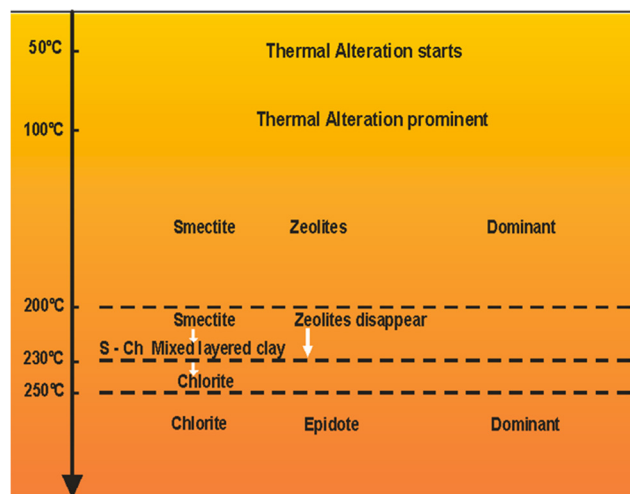 50°C Thermal Alteration starts
100°C Thermal Alteration prominent
Smectite Zeolites Dominant
200°C
Smectite Zeolites disappear
S - Ch Mixed layered clay
230°C
Chlorite
250°C
Chlorite Epidote Dominant